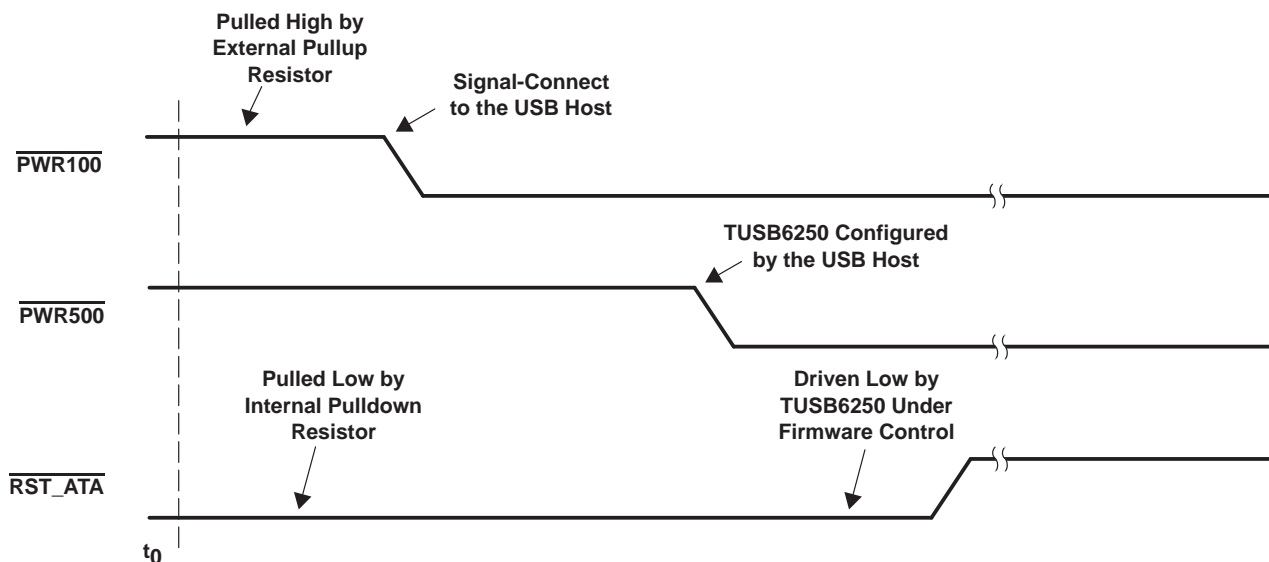 Pulled High by
External Pullup
Resistor
Signal-Connect
to the USB Host
PWR100
TUSB6250 Configured
by the USB Host
PWR500
Pulled Low by
Internal Pulldown
Resistor
Driven Low by
TUSB6250 Under
Firmware Control
RST_ATA
t0